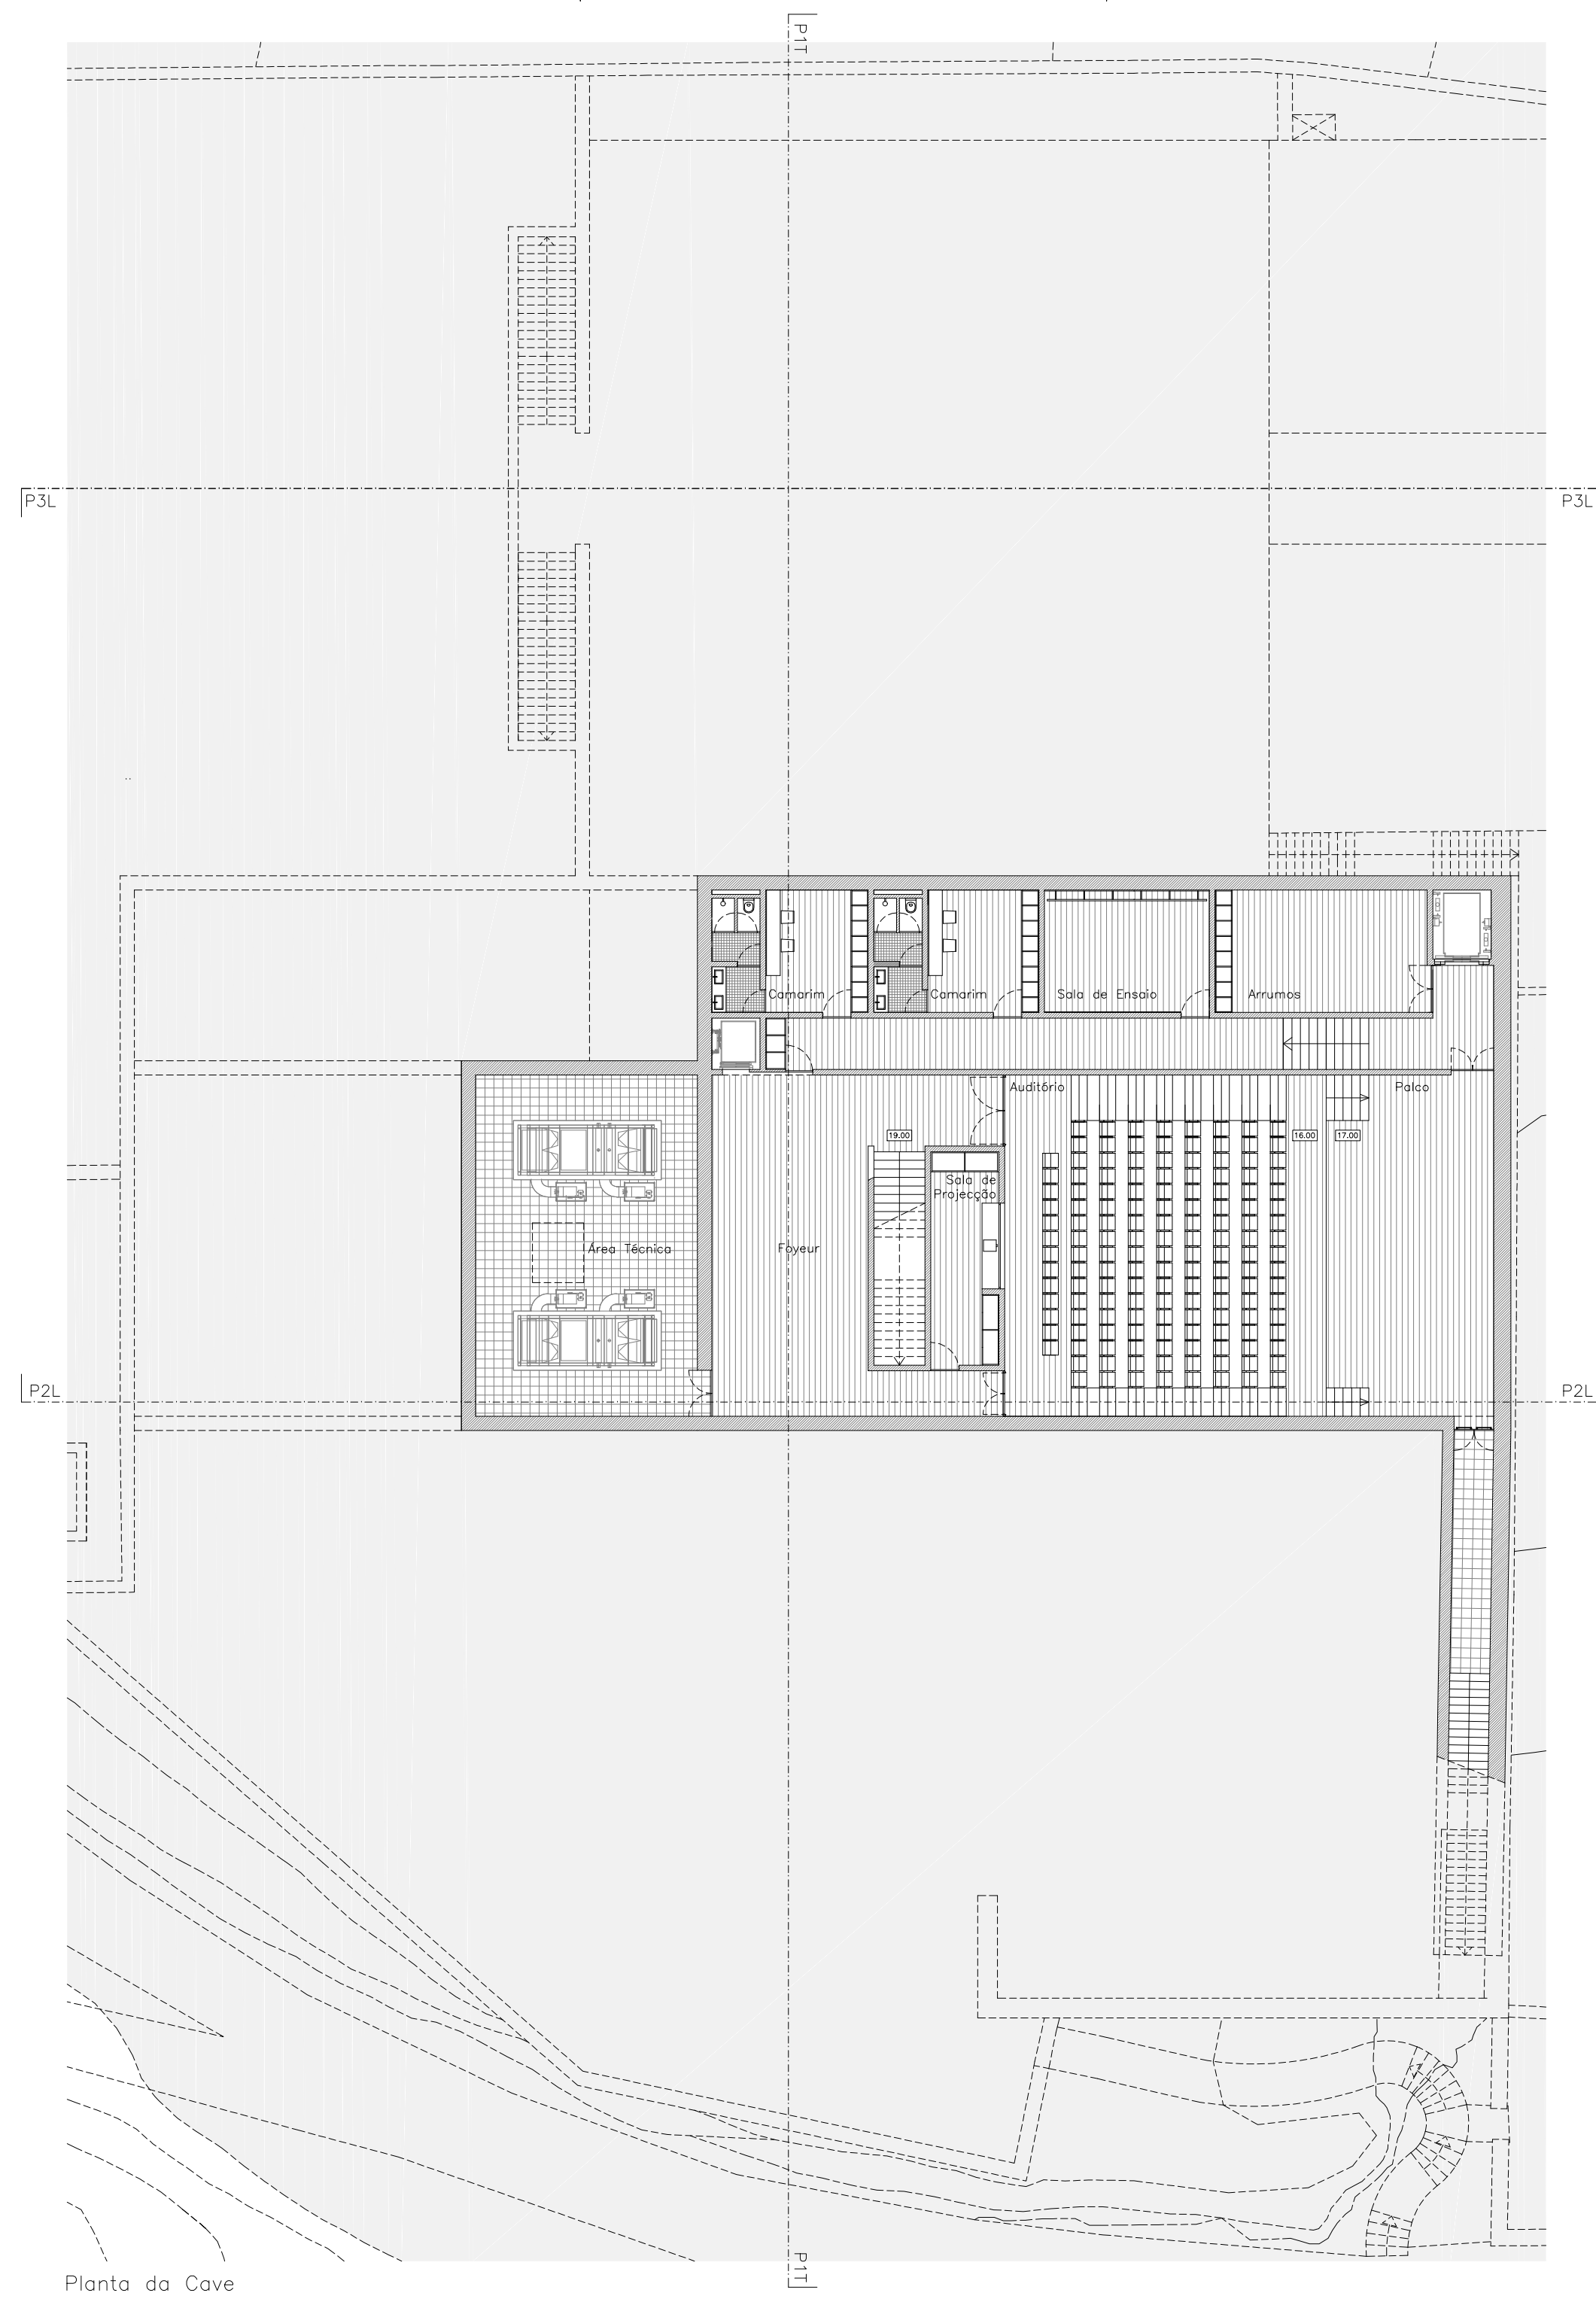 P1T
P3L
P3L
Camarim
Camarim
Sala de Ensaio
Arrumos
Auditório
Palco
19.00
16.00
17.00
Sala de
Projecção
Área Técnica
Foyeur
P2L
P2L
P1T
Planta da Cave